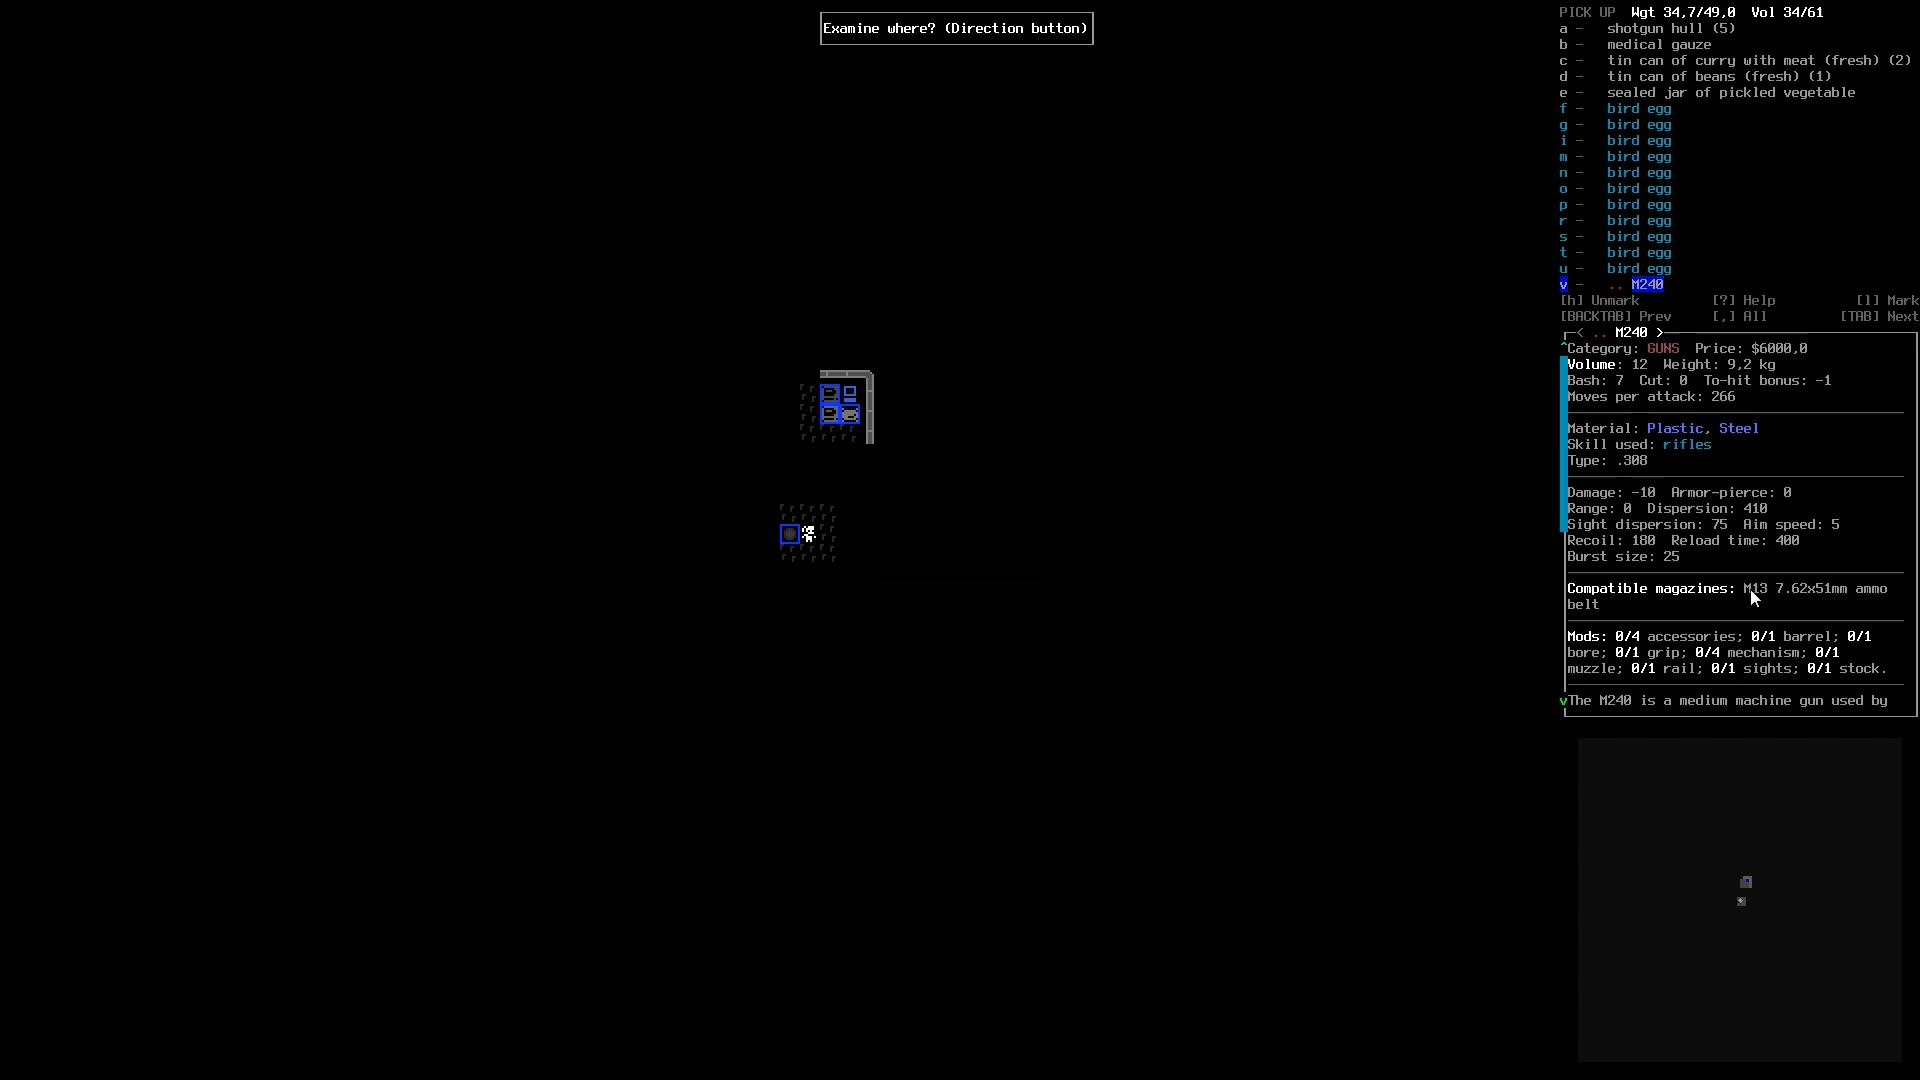 Examine where? (Direction button)
PICK UP  Wgt 34,7/49,0  Vol 34/61
a -   shotgun hull (5)
b -   medical gauze
c -   tin can of curry with meat (fresh) (2)
d -   tin can of beans (fresh) (1)
e -   sealed jar of pickled vegetable
f -   bird egg
g -   bird egg
i -   bird egg
m -   bird egg
n -   bird egg
o -   bird egg
p -   bird egg
r -   bird egg
s -   bird egg
t -   bird egg
u -   bird egg
v -   .. M240
[h] Unmark   [?] Help   [l] Mark
[BACKTAB] Prev   [,] All   [TAB] Next
< .. M240 >
Category: GUNS  Price: $6000,0
Volume: 12  Weight: 9,2 kg
Bash: 7  Cut: 0  To-hit bonus: -1
Moves per attack: 266
Material: Plastic, Steel
Skill used: rifles
Type: .308
Damage: -10  Armor-pierce: 0
Range: 0  Dispersion: 410
Sight dispersion: 75  Aim speed: 5
Recoil: 180  Reload time: 400
Burst size: 25
Compatible magazines: M13 7.62x51mm ammo
belt
Mods: 0/4 accessories; 0/1 barrel; 0/1
bore; 0/1 grip; 0/4 mechanism; 0/1
muzzle; 0/1 rail; 0/1 sights; 0/1 stock.
The M240 is a medium machine gun used by